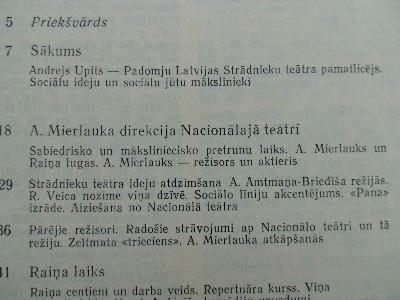 5 Priekšvārds
7 Sākums
Andrejs Upīts — Padomju Latvijas Strādnieku teātra pamatlicējs.
Sociālu ideju un sociālu jūtu mākslinieki
18 A. Mierlauka direkcija Nacionālajā teātrī
Sabiedrisko un māksliniecisko pretrunu laiks. A. Mierlauks un
Raiņa lugas. A. Mierlauks — režisors un aktieris
29 Strādnieku teātra ideju atdzimšana A. Amtmaņa-Briedīša režijās.
R. Veica nozīme viņa dzīvē. Sociālo līniju akcentējums. «Pana»
izrāde. Aiziešana no Nacionālā teātra
36 Pārējie režisori. Radošie strāvojumi ap Nacionālo teātri un tā
režiju. Zeltmata «trieciens». A. Mierlauka atkāpšanās
41 Raiņa laiks
Raiņa centieni un darba veids. Repertuāra kurss. Viņa